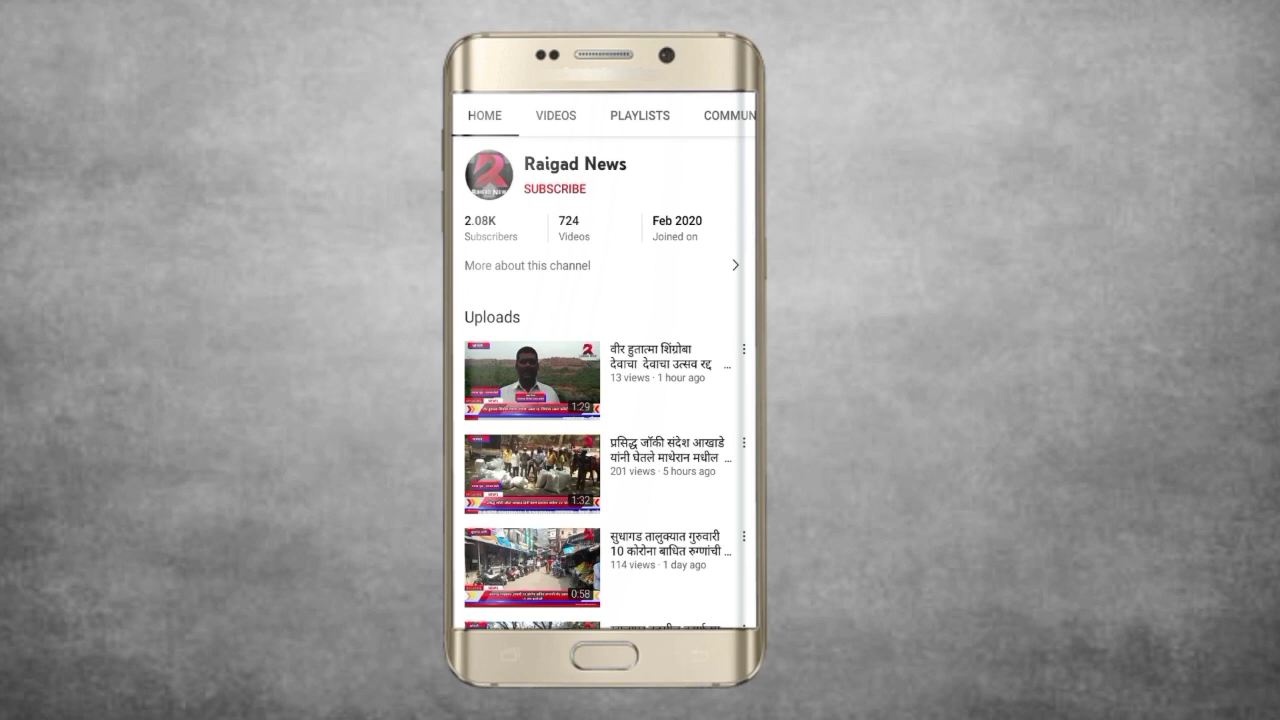 HOME VIDEOS PLAYLISTS COMMUN
Raigad News
SUBSCRIBE
2.08K 724 Feb 2020
Subscribers Videos Joined on
More about this channel
Uploads
वीर हुतात्मा शिंग्रोबा
देवाचा देवाचा उत्सव रद्द ...
13 views · 1 hour ago
1:29
प्रसिद्ध जॉकी संदेश आखाडे
यांनी घेतले माथेरान मधील ...
201 views · 5 hours ago
1:32
सुधागड तालुक्यात गुरुवारी
10 कोरोना बाधित रुग्णांची ...
114 views · 1 day ago
0:58